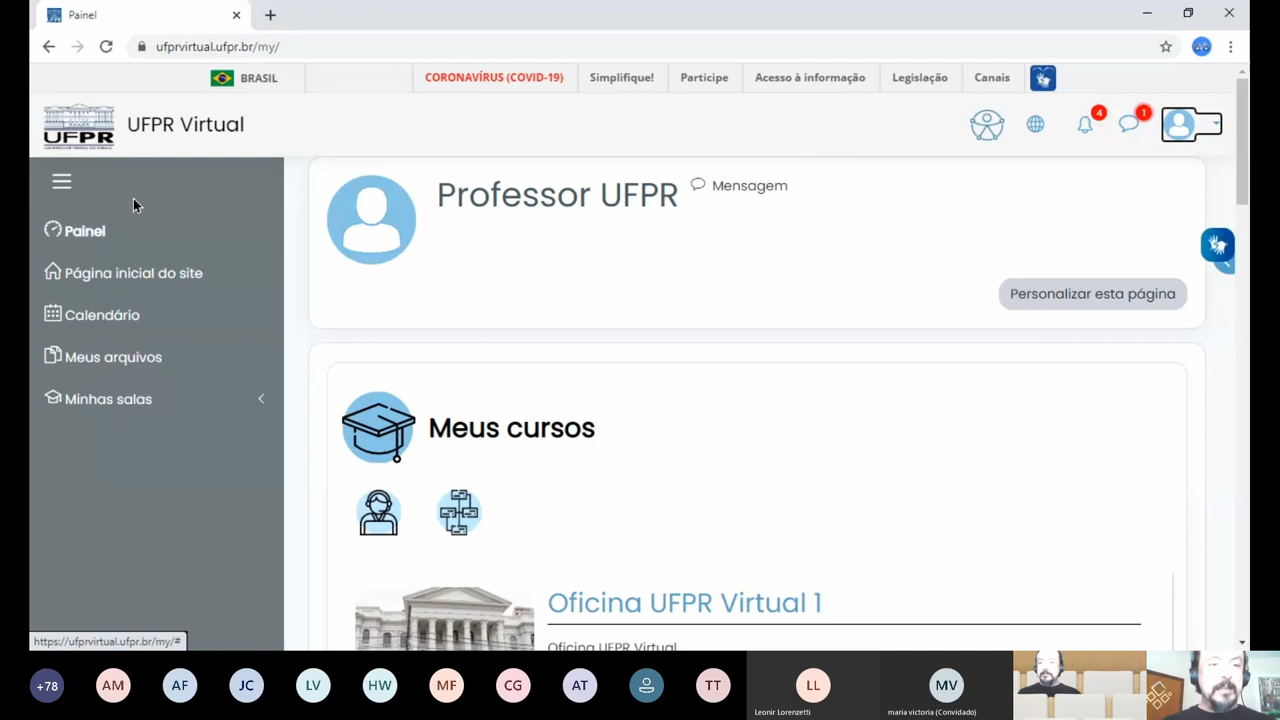 Painel
ufprvirtual.ufpr.br/my/
BRASIL
CORONAVÍRUS (COVID-19)
Simplifique!
Participe
Acesso à informação
Legislação
Canais
UFPR
UFPR Virtual
4
1
Professor UFPR
Mensagem
Painel
Página inicial do site
Personalizar esta página
Calendário
Meus arquivos
Minhas salas
Meus cursos
Oficina UFPR Virtual 1
Oficina UFPR Virtual
https://ufprvirtual.ufpr.br/my/#
+78
AM
AF
JC
LV
HW
MF
CG
AT
TT
LL
Leonir Lorenzetti
MV
maria victoria (Convidado)